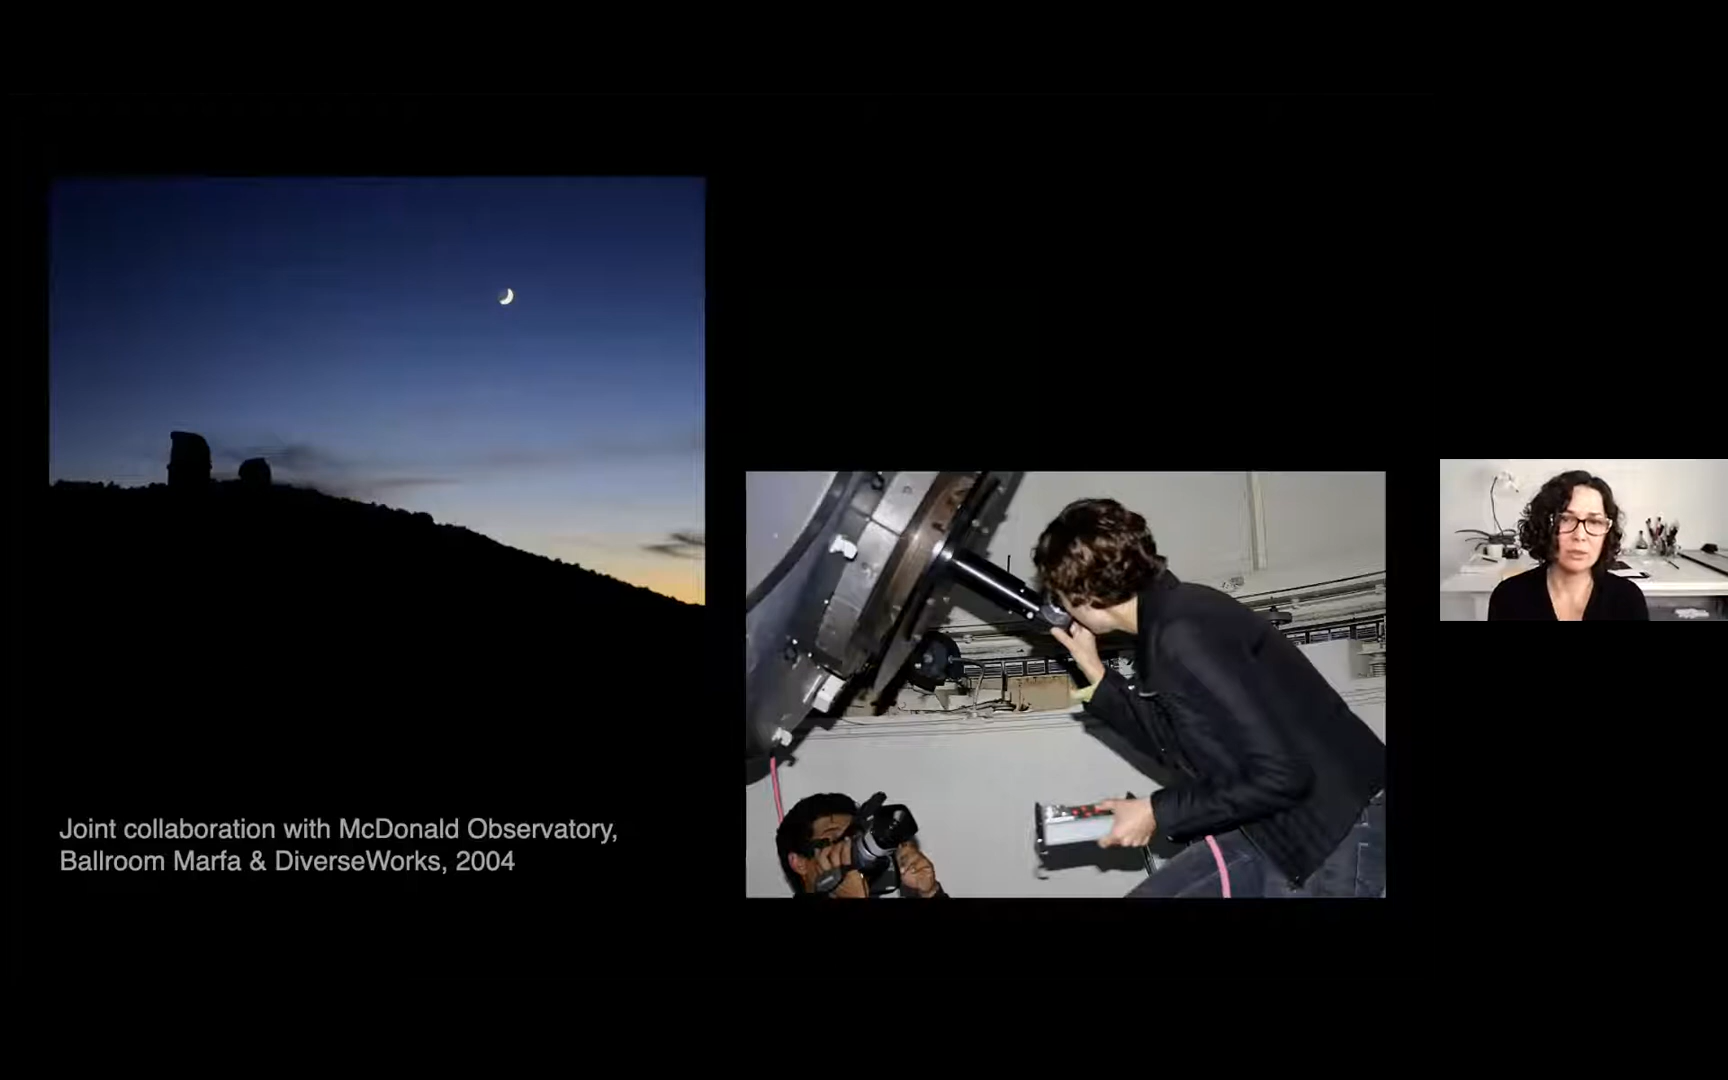 Joint collaboration with McDonald Observatory,
Ballroom Marfa & DiverseWorks, 2004